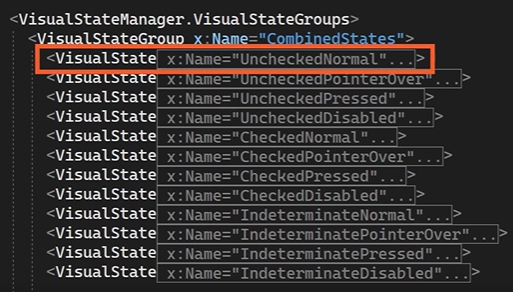 <VisualStateManager.VisualStateGroups>
<VisualStateGroup x:Name="CombinedStates">
<VisualState x:Name="UncheckedNormal"...>
<VisualState x:Name="UncheckedPointerOver"...>
<VisualState x:Name="UncheckedPressed"...>
<VisualState x:Name="UncheckedDisabled"...>
<VisualState x:Name="CheckedNormal"...>
<VisualState x:Name="CheckedPointerOver"...>
<VisualState x:Name="CheckedPressed"...>
<VisualState x:Name="CheckedDisabled"...>
<VisualState x:Name="IndeterminateNormal"...>
<VisualState x:Name="IndeterminatePointerOver"...>
<VisualState x:Name="IndeterminatePressed"...>
<VisualState x:Name="IndeterminateDisabled"...>